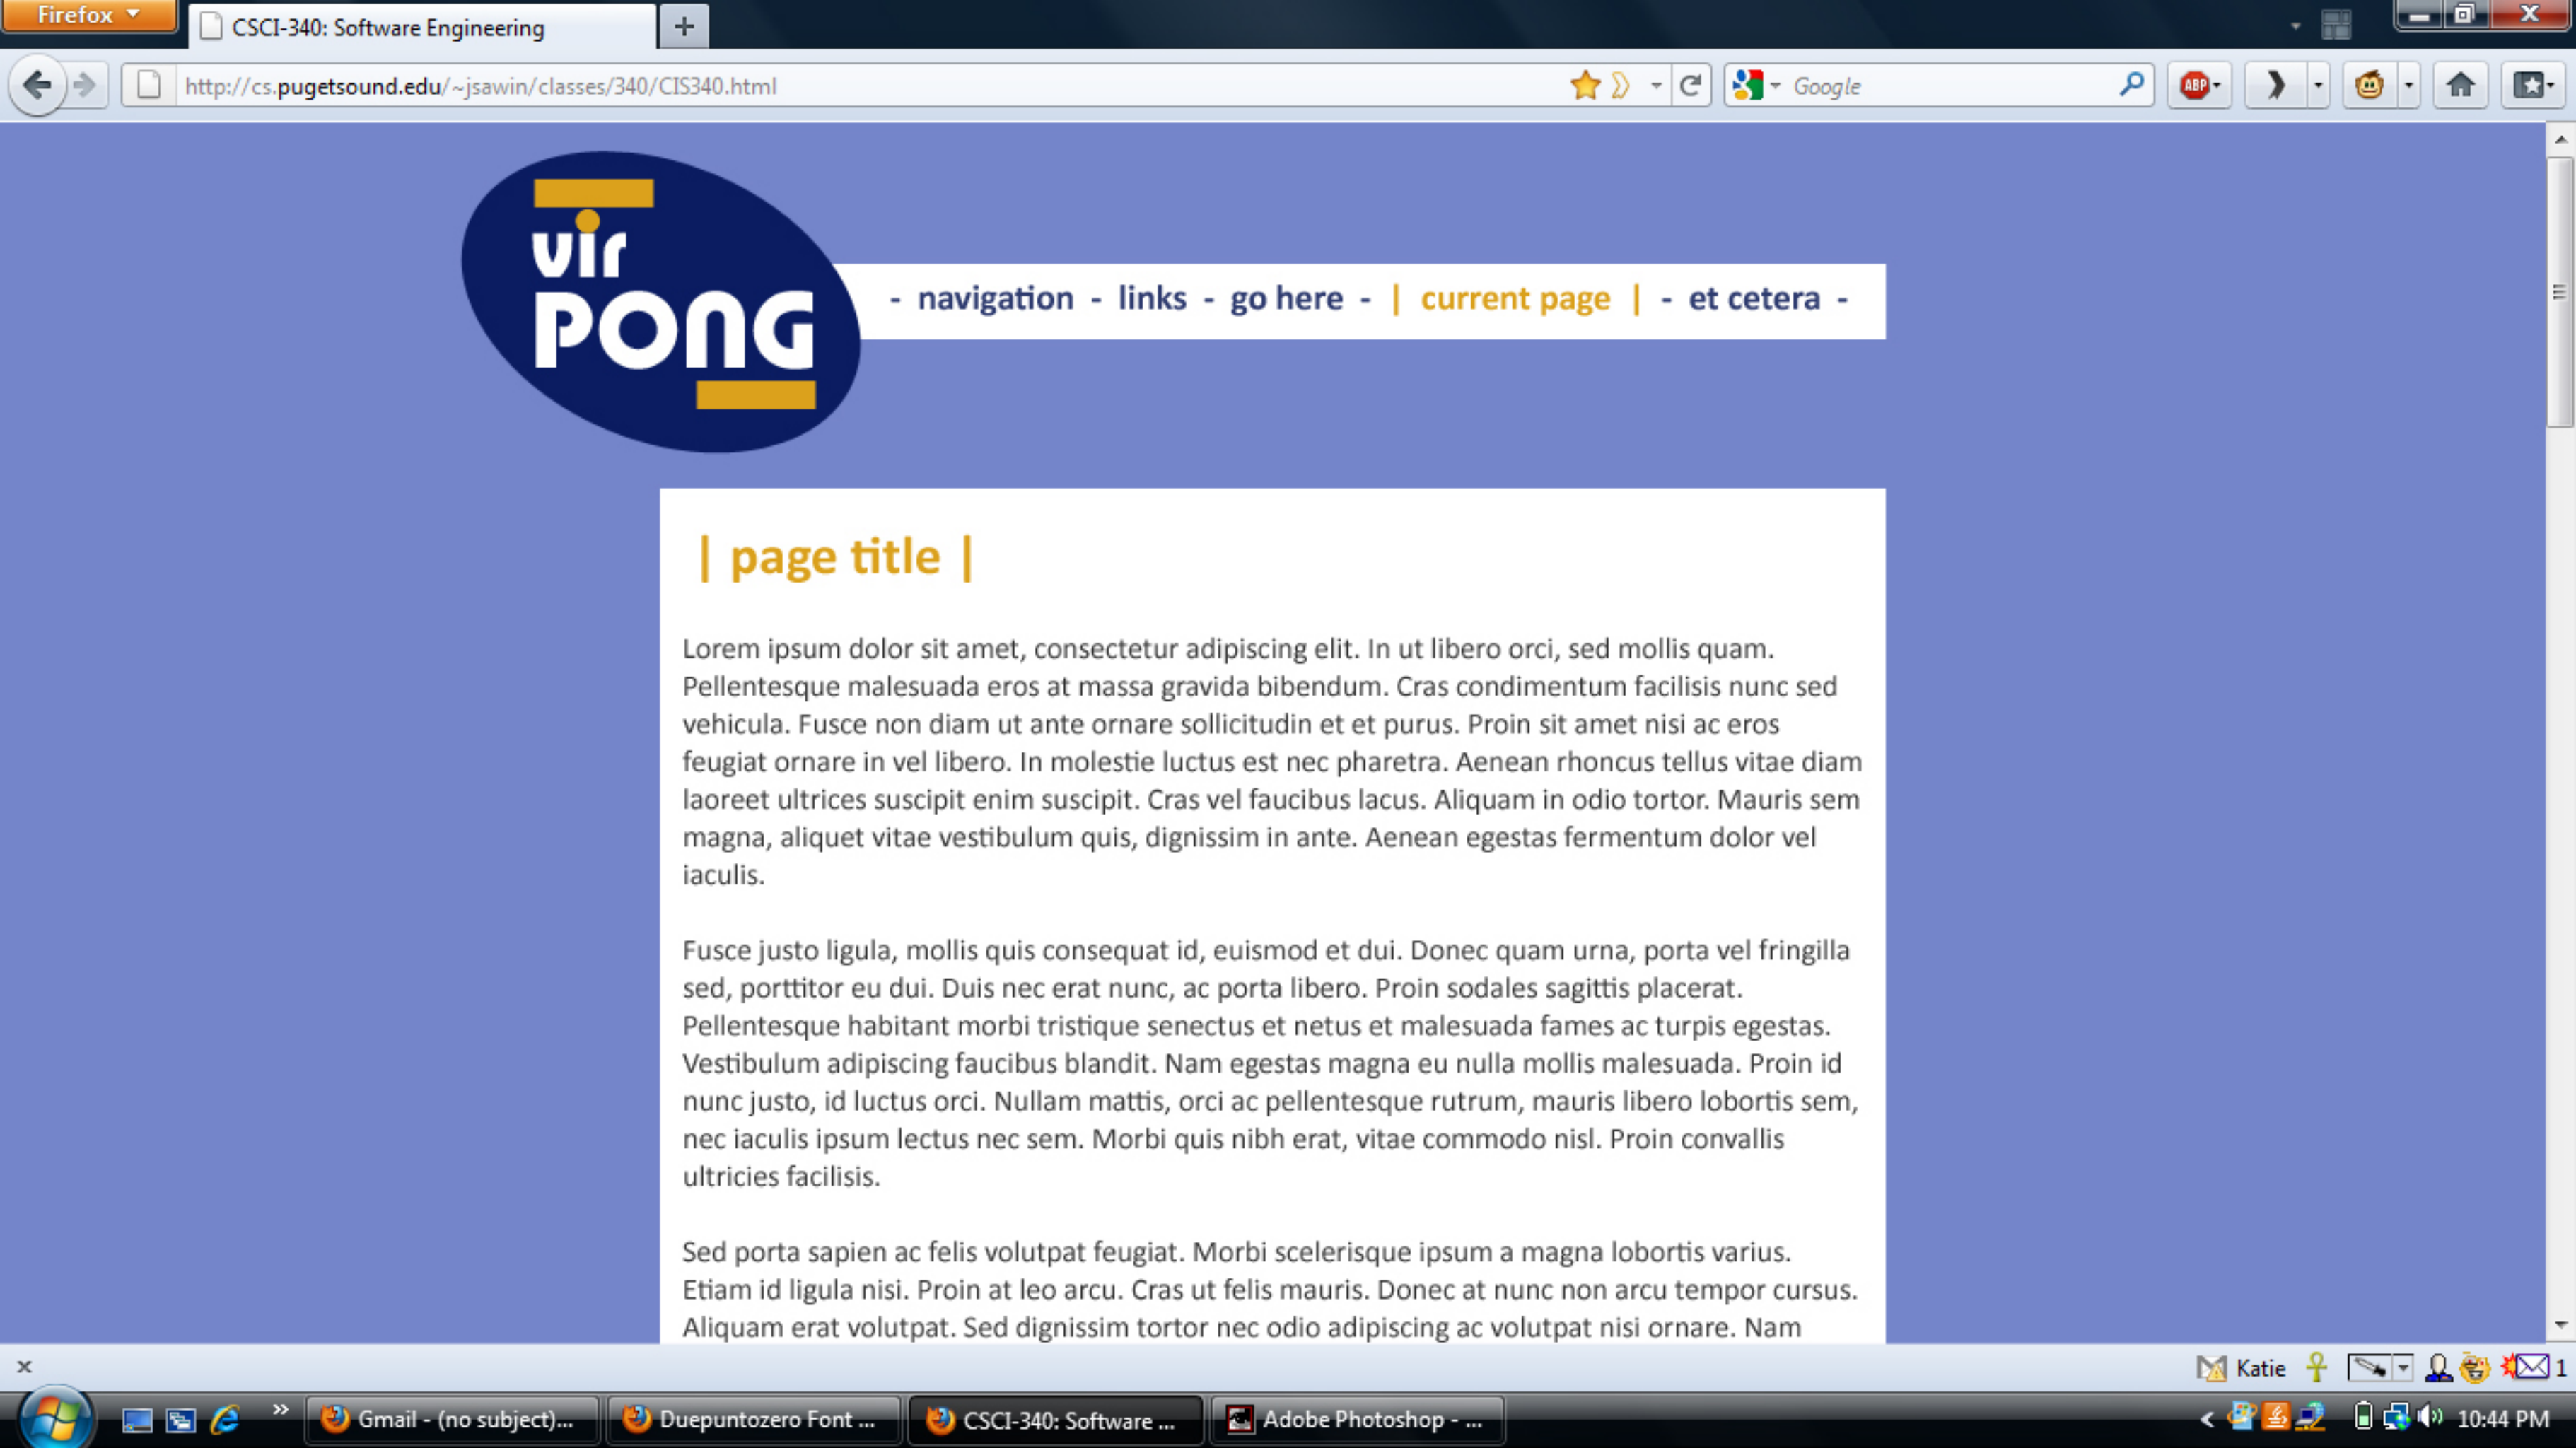 Firefox
CSCI-340: Software Engineering
http://cs.pugetsound.edu/~jsawin/classes/340/CIS340.html
Google
ABP
vir
PONG
- navigation - links - go here - | current page | - et cetera -
| page title |
Lorem ipsum dolor sit amet, consectetur adipiscing elit. In ut libero orci, sed mollis quam.
Pellentesque malesuada eros at massa gravida bibendum. Cras condimentum facilisis nunc sed
vehicula. Fusce non diam ut ante ornare sollicitudin et et purus. Proin sit amet nisi ac eros
feugiat ornare in vel libero. In molestie luctus est nec pharetra. Aenean rhoncus tellus vitae diam
laoreet ultrices suscipit enim suscipit. Cras vel faucibus lacus. Aliquam in odio tortor. Mauris sem
magna, aliquet vitae vestibulum quis, dignissim in ante. Aenean egestas fermentum dolor vel
iaculis.
Fusce justo ligula, mollis quis consequat id, euismod et dui. Donec quam urna, porta vel fringilla
sed, porttitor eu dui. Duis nec erat nunc, ac porta libero. Proin sodales sagittis placerat.
Pellentesque habitant morbi tristique senectus et netus et malesuada fames ac turpis egestas.
Vestibulum adipiscing faucibus blandit. Nam egestas magna eu nulla mollis malesuada. Proin id
nunc justo, id luctus orci. Nullam mattis, orci ac pellentesque rutrum, mauris libero lobortis sem,
nec iaculis ipsum lectus nec sem. Morbi quis nibh erat, vitae commodo nisl. Proin convallis
ultricies facilisis.
Sed porta sapien ac felis volutpat feugiat. Morbi scelerisque ipsum a magna lobortis varius.
Etiam id ligula nisi. Proin at leo arcu. Cras ut felis mauris. Donec at nunc non arcu tempor cursus.
Aliquam erat volutpat. Sed dignissim tortor nec odio adipiscing ac volutpat nisi ornare. Nam
Katie 1
Gmail - (no subject)... Duepuntozero Font ... CSCI-340: Software ... Adobe Photoshop - ... 10:44 PM